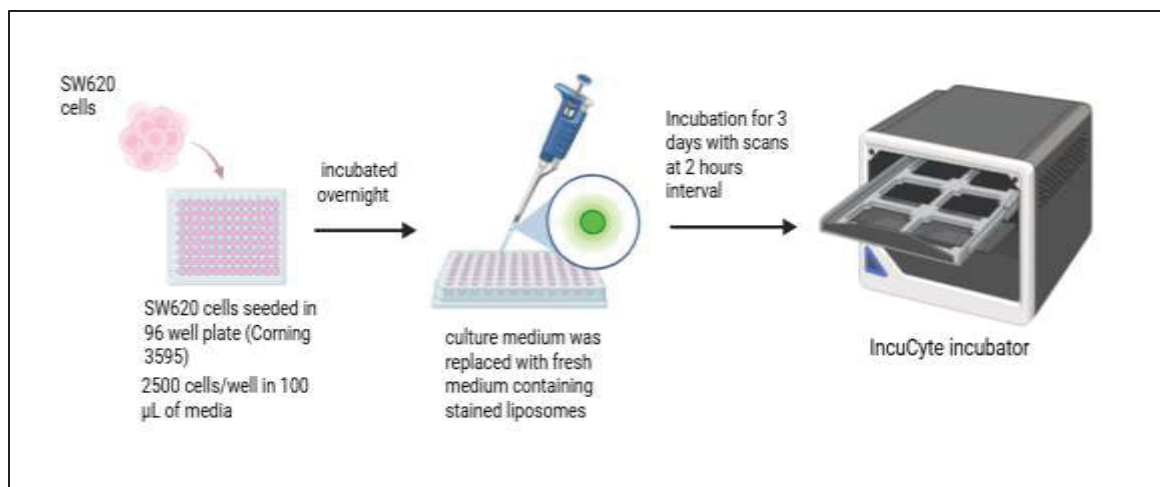 SW620
cells
SW620 cells seeded in
96 well plate (Corning
3595)
2500 cells/well in 100
µL of media
incubated
overnight
culture medium was
replaced with fresh
medium containing
stained liposomes
Incubation for 3
days with scans
at 2 hours
interval
IncuCyte incubator